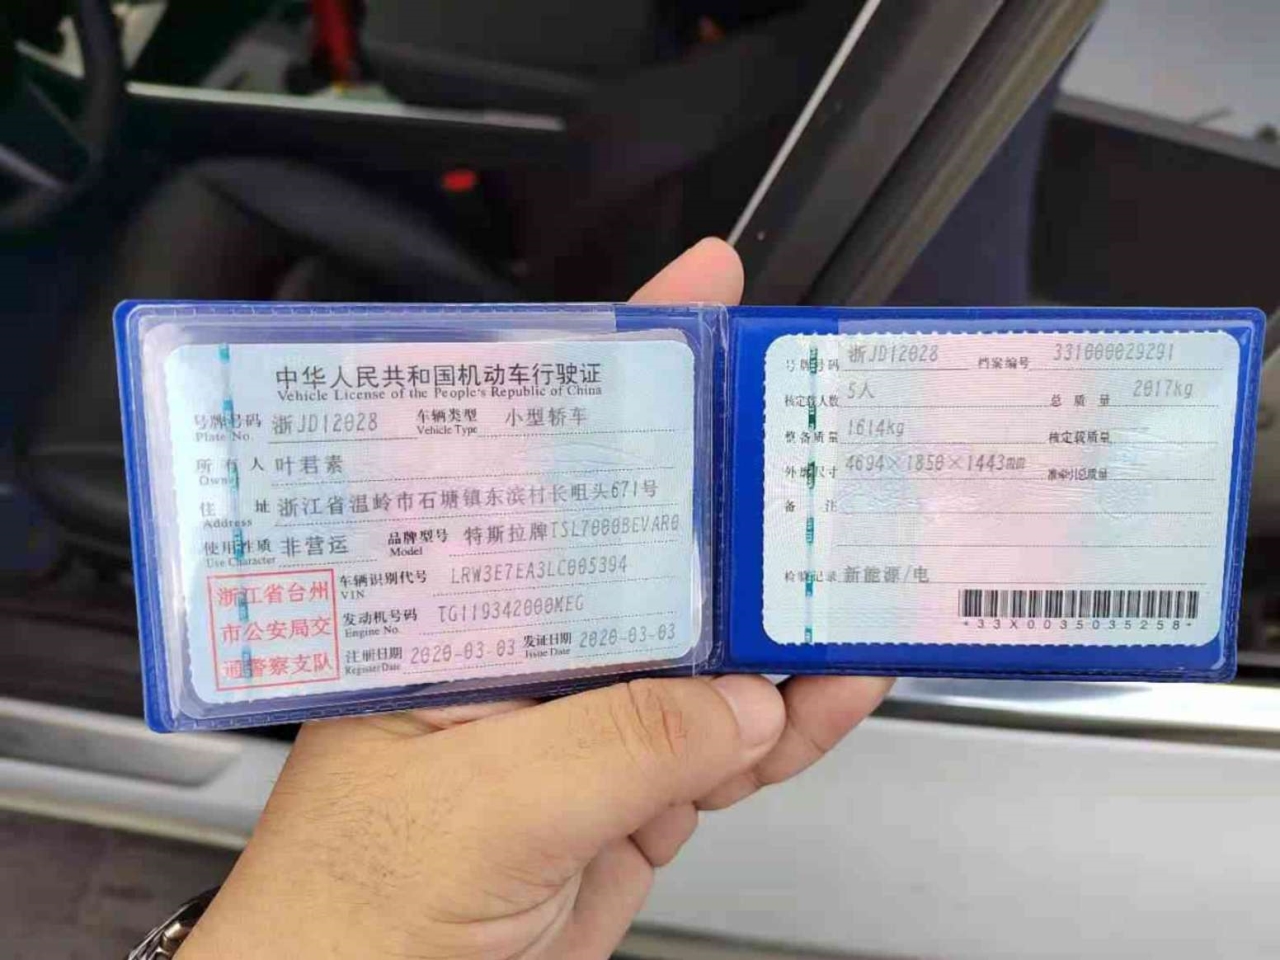 中华人民共和国机动车行驶证
Vehicle License of the People's Republic of China
号牌号码 浙JD12028 车辆类型 小型轿车
Plate No. Vehicle Type
所有人 叶君素
Owner
住址 浙江省温岭市石塘镇东滨村长咀头671号
Address
使用性质 非营运 品牌型号 特斯拉牌TSL7000BEVAR0
Use Character Model
浙江省台州
市公安局交
通警察支队
车辆识别代号 LRW3E7EA3LC005394
VIN
发动机号码 TG119342000MEG
Engine No.
注册日期 2020-03-03 发证日期 2020-03-03
Register Date Issue Date
号牌号码 浙JD12028 档案编号 331000029291
核定载人数 5人 总质量 2017kg
整备质量 1614kg 核定载质量
外廓尺寸 4694×1850×1443mm 准牵引总质量
备注
检验记录 新能源/电
*33X0035035258*